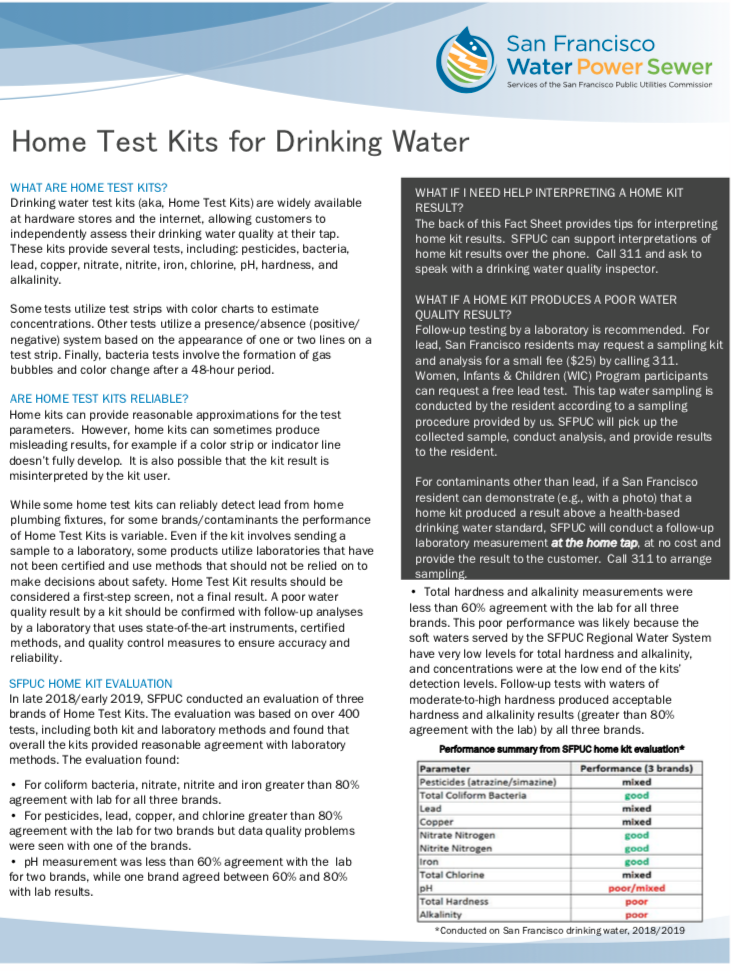 San Francisco
Water Power Sewer
Services of the San Francisco Public Utilities Commission
Home Test Kits for Drinking Water
WHAT ARE HOME TEST KITS?
Drinking water test kits (aka, Home Test Kits) are widely available
at hardware stores and the internet, allowing customers to
independently assess their drinking water quality at their tap.
These kits provide several tests, including: pesticides, bacteria,
lead, copper, nitrate, nitrite, iron, chlorine, pH, hardness, and
alkalinity.
Some tests utilize test strips with color charts to estimate
concentrations. Other tests utilize a presence/absence (positive/
negative) system based on the appearance of one or two lines on a
test strip. Finally, bacteria tests involve the formation of gas
bubbles and color change after a 48-hour period.
ARE HOME TEST KITS RELIABLE?
Home kits can provide reasonable approximations for the test
parameters. However, home kits can sometimes produce
misleading results, for example if a color strip or indicator line
doesn't fully develop. It is also possible that the kit result is
misinterpreted by the kit user.
While some home test kits can reliably detect lead from home
plumbing fixtures, for some brands/contaminants the performance
of Home Test Kits is variable. Even if the kit involves sending a
sample to a laboratory, some products utilize laboratories that have
not been certified and use methods that should not be relied on to
make decisions about safety. Home Test Kit results should be
considered a first-step screen, not a final result. A poor water
quality result by a kit should be confirmed with follow-up analyses
by a laboratory that uses state-of-the-art instruments, certified
methods, and quality control measures to ensure accuracy and
reliability.
SFPUC HOME KIT EVALUATION
In late 2018/early 2019, SFPUC conducted an evaluation of three
brands of Home Test Kits. The evaluation was based on over 400
tests, including both kit and laboratory methods and found that
overall the kits provided reasonable agreement with laboratory
methods. The evaluation found:
• For coliform bacteria, nitrate, nitrite and iron greater than 80%
agreement with lab for all three brands.
• For pesticides, lead, copper, and chlorine greater than 80%
agreement with the lab for two brands but data quality problems
were seen with one of the brands.
• pH measurement was less than 60% agreement with the lab
for two brands, while one brand agreed between 60% and 80%
with lab results.
WHAT IF I NEED HELP INTERPRETING A HOME KIT
RESULT?
The back of this Fact Sheet provides tips for interpreting
home kit results. SFPUC can support interpretations of
home kit results over the phone. Call 311 and ask to
speak with a drinking water quality inspector.
WHAT IF A HOME KIT PRODUCES A POOR WATER
QUALITY RESULT?
Follow-up testing by a laboratory is recommended. For
lead, San Francisco residents may request a sampling kit
and analysis for a small fee ($25) by calling 311.
Women, Infants & Children (WIC) Program participants
can request a free lead test. This tap water sampling is
conducted by the resident according to a sampling
procedure provided by us. SFPUC will pick up the
collected sample, conduct analysis, and provide results
to the resident.
For contaminants other than lead, if a San Francisco
resident can demonstrate (e.g., with a photo) that a
home kit produced a result above a health-based
drinking water standard, SFPUC will conduct a follow-up
laboratory measurement at the home tap, at no cost and
provide the result to the customer. Call 311 to arrange
sampling.
• Total hardness and alkalinity measurements were
less than 60% agreement with the lab for all three
brands. This poor performance was likely because the
soft waters served by the SFPUC Regional Water System
have very low levels for total hardness and alkalinity,
and concentrations were at the low end of the kits'
detection levels. Follow-up tests with waters of
moderate-to-high hardness produced acceptable
hardness and alkalinity results (greater than 80%
agreement with the lab) by all three brands.
Performance summary from SFPUC home kit evaluation*
Parameter Performance (3 brands)
Pesticides (atrazine/simazine) mixed
Total Coliform Bacteria good
Lead mixed
Copper mixed
Nitrate Nitrogen good
Nitrite Nitrogen good
Iron good
Total Chlorine mixed
pH poor/mixed
Total Hardness poor
Alkalinity poor
*Conducted on San Francisco drinking water, 2018/2019